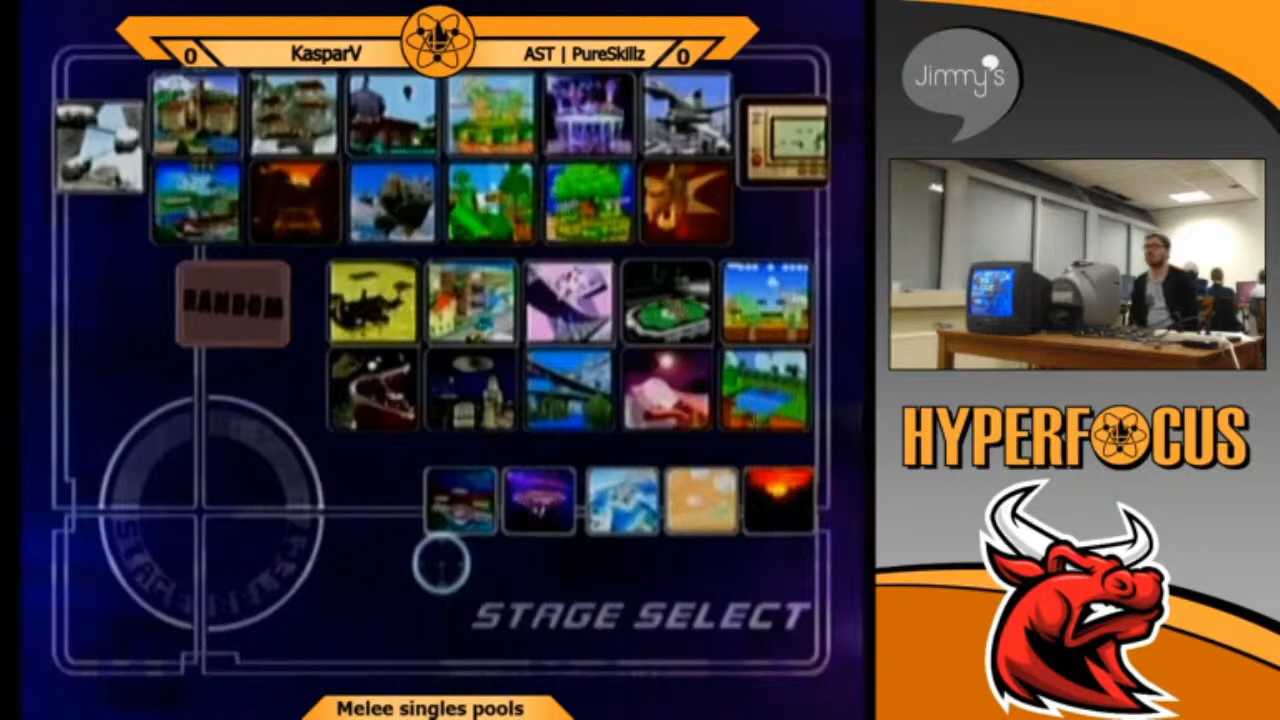 0 KasparV AST | PureSkillz 0
Jimmy's
RANDOM
HYPERFOCUS
STAGE SELECT
Melee singles pools